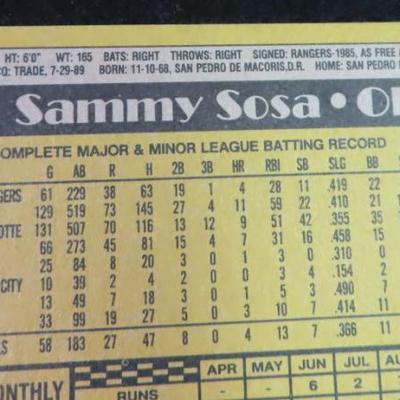 HT: 6'0" WT: 165 BATS: RIGHT THROWS: RIGHT SIGNED: RANGERS-1985, AS FREE A
CQ: TRADE, 7-29-89 BORN: 11-10-68, SAN PEDRO DE MACORIS, D.R. HOME: SAN PEDRO
Sammy Sosa • O
COMPLETE MAJOR & MINOR LEAGUE BATTING RECORD
G AB R H 2B 3B HR RBI SB SLG BB
GERS 61 229 38 63 19 1 4 28 11 .419 22
129 519 73 145 27 4 11 59 22 .410 21
OTTE 131 507 70 116 13 12 9 51 42 .355 35
66 273 45 81 15 4 7 31 16 .458 15
25 84 8 20 3 0 0 5 .310 0
CITY 10 39 2 4 2 0 0 3 4 .154 2
13 49 7 18 3 0 3 10 7 .490
33 99 19 27 5 0 3 10 7 .414 11
LS 58 183 27 47 8 0 4 13 7 .366 11
MONTHLY APR MAY JUN JUL AU
RUNS - - 6 2